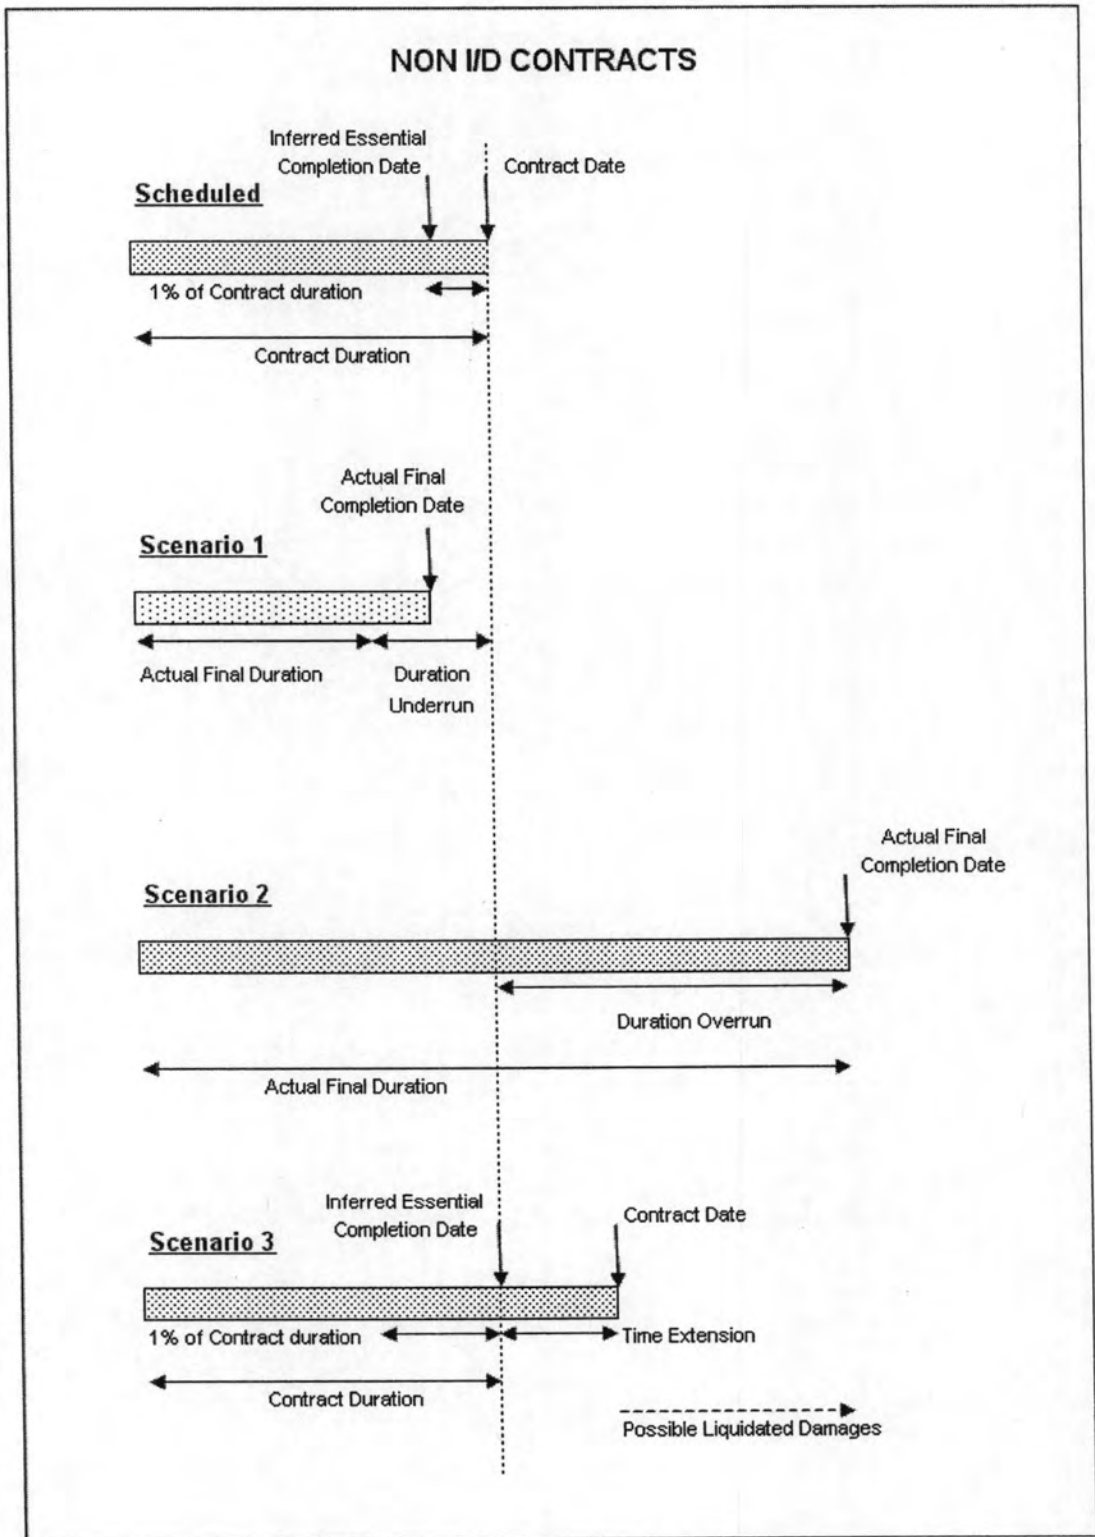 NON I/D CONTRACTS
Inferred Essential
Completion Date
Contract Date
Scheduled
1% of Contract duration
Contract Duration
Actual Final
Completion Date
Scenario 1
Actual Final Duration
Duration
Underrun
Actual Final
Completion Date
Scenario 2
Duration Overrun
Actual Final Duration
Inferred Essential
Completion Date
Contract Date
Scenario 3
1% of Contract duration
Time Extension
Contract Duration
Possible Liquidated Damages